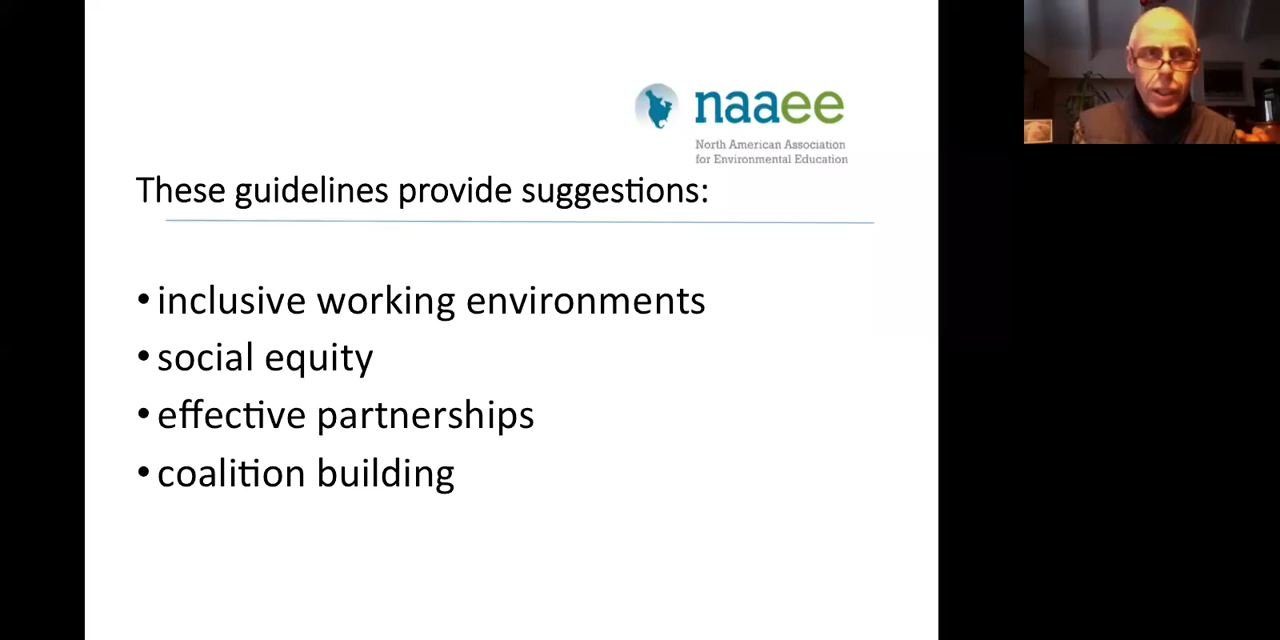 naaee
North American Association
for Environmental Education
These guidelines provide suggestions:
• inclusive working environments
• social equity
• effective partnerships
• coalition building